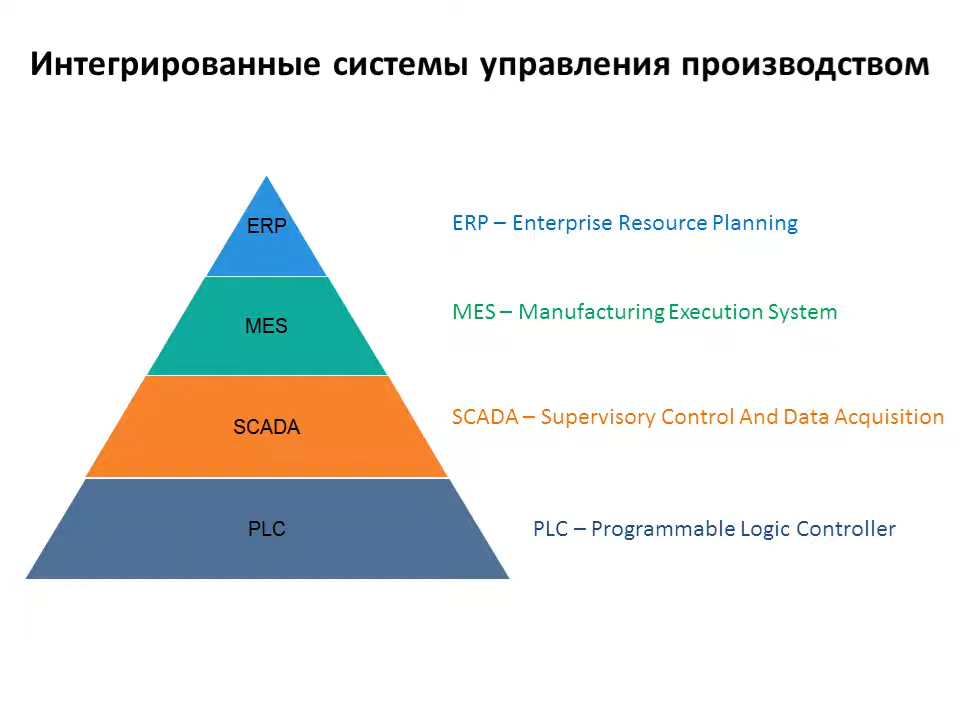 Интегрированные системы управления производством
ERP
ERP – Enterprise Resource Planning
MES
MES – Manufacturing Execution System
SCADA
SCADA – Supervisory Control And Data Acquisition
PLC
PLC – Programmable Logic Controller